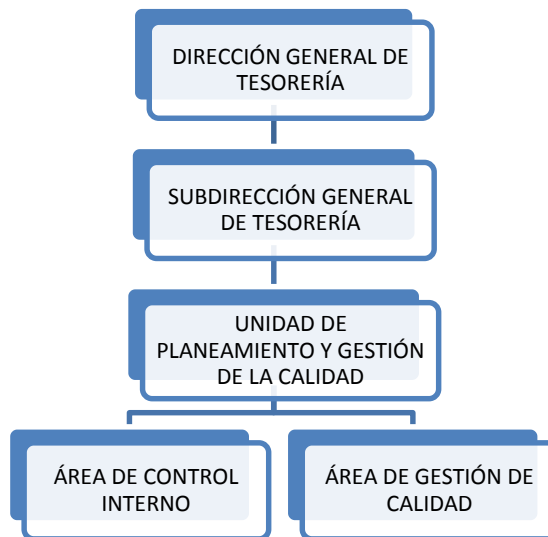 DIRECCIÓN GENERAL DE
TESORERÍA
SUBDIRECCIÓN GENERAL
DE TESORERÍA
UNIDAD DE
PLANEAMIENTO Y GESTIÓN
DE LA CALIDAD
ÁREA DE CONTROL
INTERNO
ÁREA DE GESTIÓN DE
CALIDAD